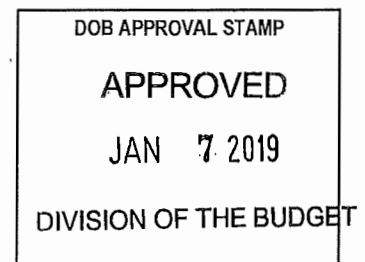 DOB APPROVAL STAMP
APPROVED
JAN 7 2019
DIVISION OF THE BUDGET